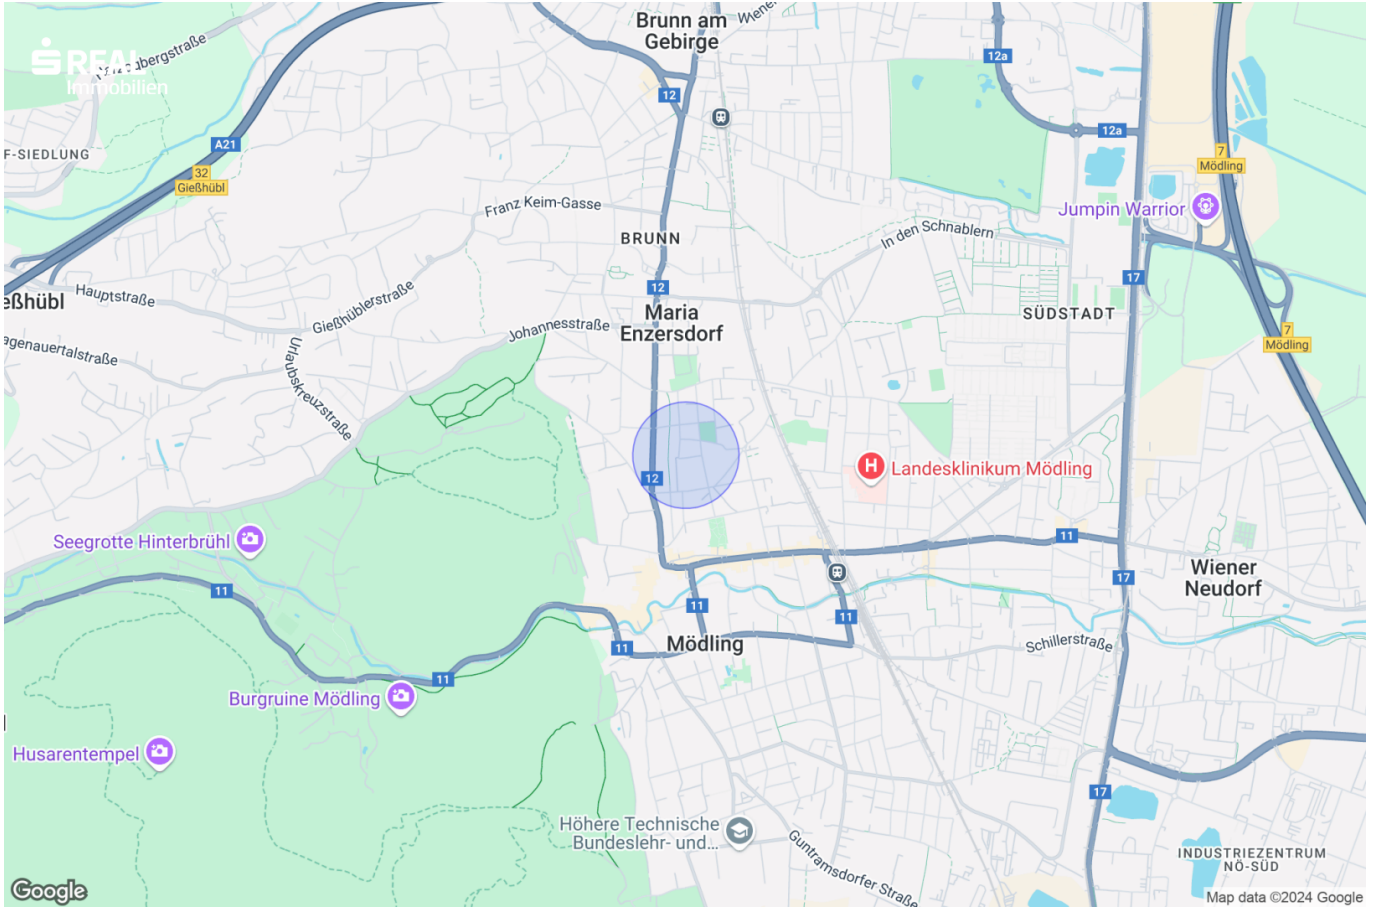 Brunn am
Gebirge
Wiener
12a
REAL
Immobilien
12
12a
A21
F-SIEDLUNG
32
Gießhübl
7
Mödling
Franz Keim-Gasse
Jumpin Warrior
In den Schnablern
BRUNN
17
12
Hauptstraße
eßhübl
Gießhüblerstraße
Maria
Enzersdorf
SÜDSTADT
Johannesstraße
7
Mödling
agenauertalstraße
Urlaubskreuzstraße
12
Landesklinikum Mödling
H
Seegrotte Hinterbrühl
11
Wiener
Neudorf
17
11
11
11
Mödling
11
Schillerstraße
11
Burgruine Mödling
Husarentempel
17
Höhere Technische
Bundeslehr- und...
Guntramsdorfer Straße
INDUSTRIEZENTRUM
NÖ-SÜD
Google
Map data ©2024 Google